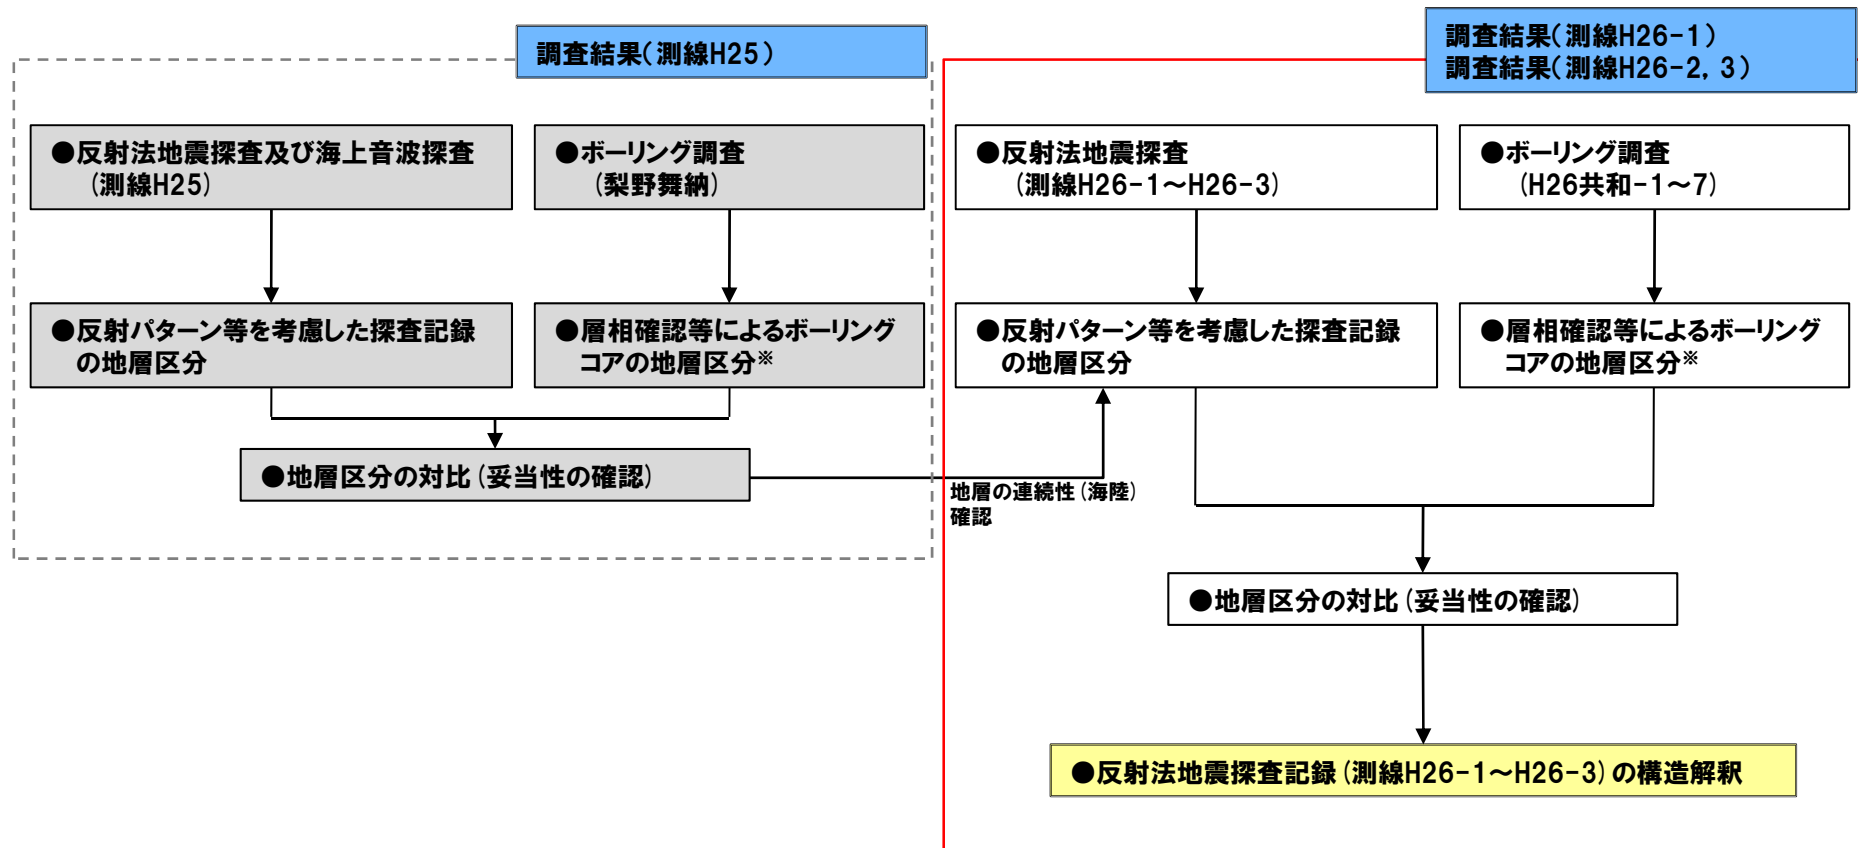 調査結果(測線H25)
●反射法地震探査及び海上音波探査
(測線H25)
●ボーリング調査
(梨野舞納)
●反射パターン等を考慮した探査記録
の地層区分
●層相確認等によるボーリング
コアの地層区分※
●地層区分の対比(妥当性の確認)
地層の連続性(海陸)
確認
調査結果(測線H26-1)
調査結果(測線H26-2, 3)
●反射法地震探査
(測線H26-1～H26-3)
●ボーリング調査
(H26共和-1～7)
●反射パターン等を考慮した探査記録
の地層区分
●層相確認等によるボーリング
コアの地層区分※
●地層区分の対比(妥当性の確認)
●反射法地震探査記録(測線H26-1～H26-3)の構造解釈